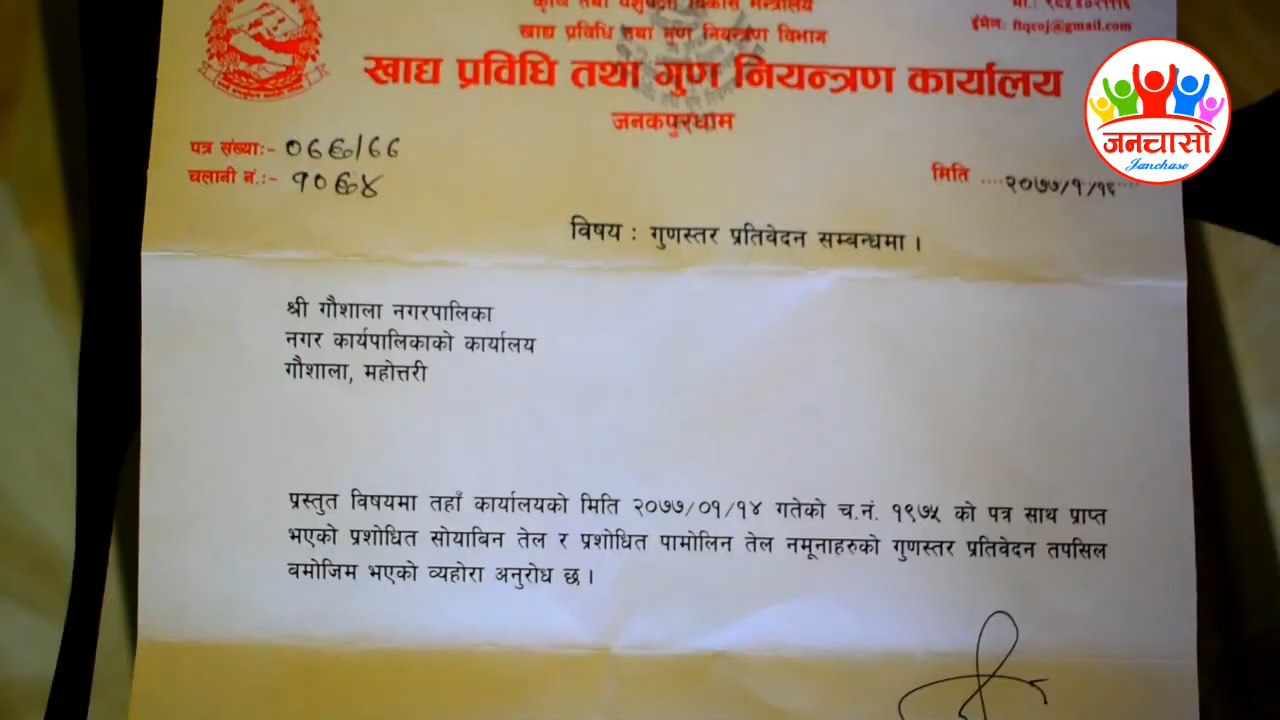 खाद्य प्रविधि तथा गुण नियन्त्रण विभाग
ईमेल: ftqcoj@gmail.com
खाद्य प्रविधि तथा गुण नियन्त्रण कार्यालय
जनकपुरधाम
जनचासो
Janchaso
पत्र संख्या:-
चलानी नं.:-
मिति २०७७/१/१६
विषय : गुणस्तर प्रतिवेदन सम्बन्धमा ।
श्री गौशाला नगरपालिका
नगर कार्यपालिकाको कार्यालय
गौशाला, महोत्तरी
प्रस्तुत विषयमा तहाँ कार्यालयको मिति २०७७/०१/१४ गतेको च.नं. १९७५ को पत्र साथ प्राप्त
भएको प्रशोधित सोयाबिन तेल र प्रशोधित पामोलिन तेल नमूनाहरुको गुणस्तर प्रतिवेदन तपसिल
बमोजिम भएको व्यहोरा अनुरोध छ ।